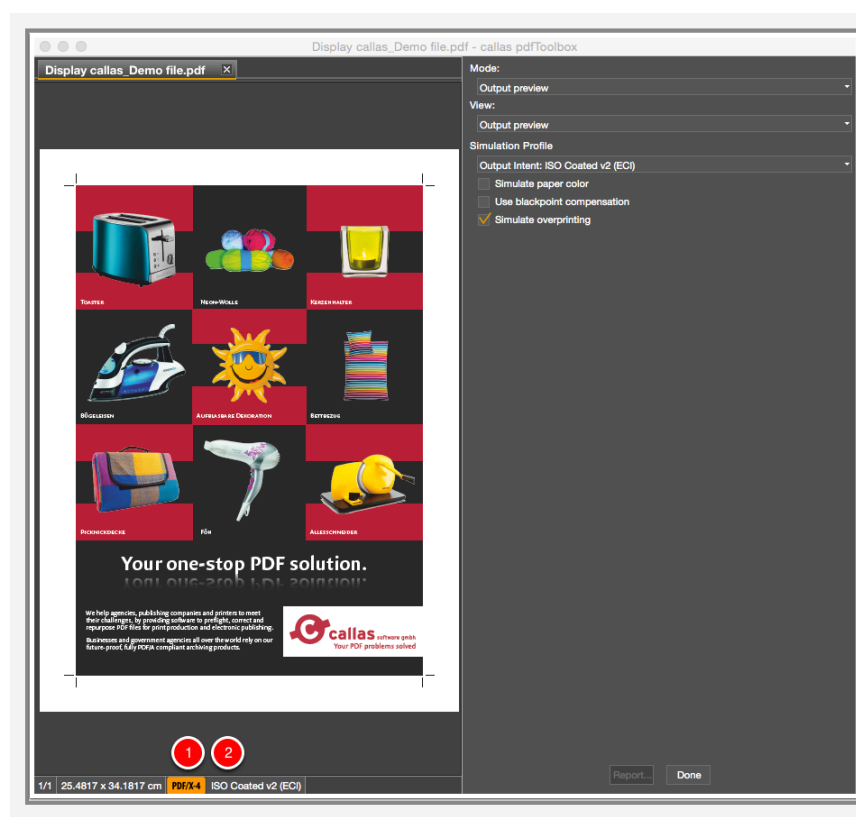 Display callas_Demo file.pdf - callas pdfToolbox
Display callas_Demo file.pdf
Mode:
Output preview
View:
Output preview
Simulation Profile
Output Intent: ISO Coated v2 (ECI)
Simulate paper color
Use blackpoint compensation
Simulate overprinting
Toaster
Neon-Wolle
Kerzenhalter
Bügeleisen
Aufblasbare Dekoration
Bettbezug
Picknickdecke
Fön
Allesschneider
Your one-stop PDF solution.
We help agencies, publishing companies and printers to meet
their challenges, by providing software to preflight, correct and
repurpose PDF files for print production and electronic publishing.
Businesses and government agencies all over the world rely on our
future-proof, fully PDF/A compliant archiving products.
callas software gmbh
Your PDF problems solved
1 2
Report... Done
1/1 25.4817 x 34.1817 cm PDF/X-4 ISO Coated v2 (ECI)